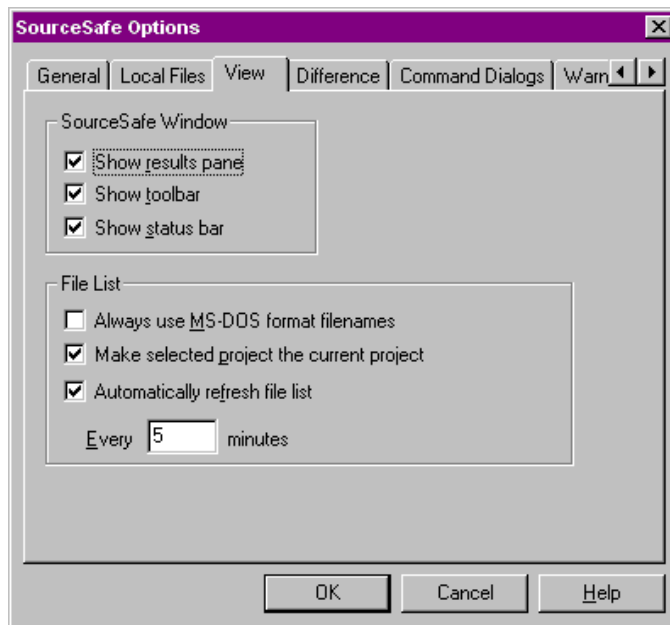 SourceSafe Options
General Local Files View Difference Command Dialogs Warn
SourceSafe Window
Show results pane
Show toolbar
Show status bar
File List
Always use MS-DOS format filenames
Make selected project the current project
Automatically refresh file list
Every 5 minutes
OK Cancel Help